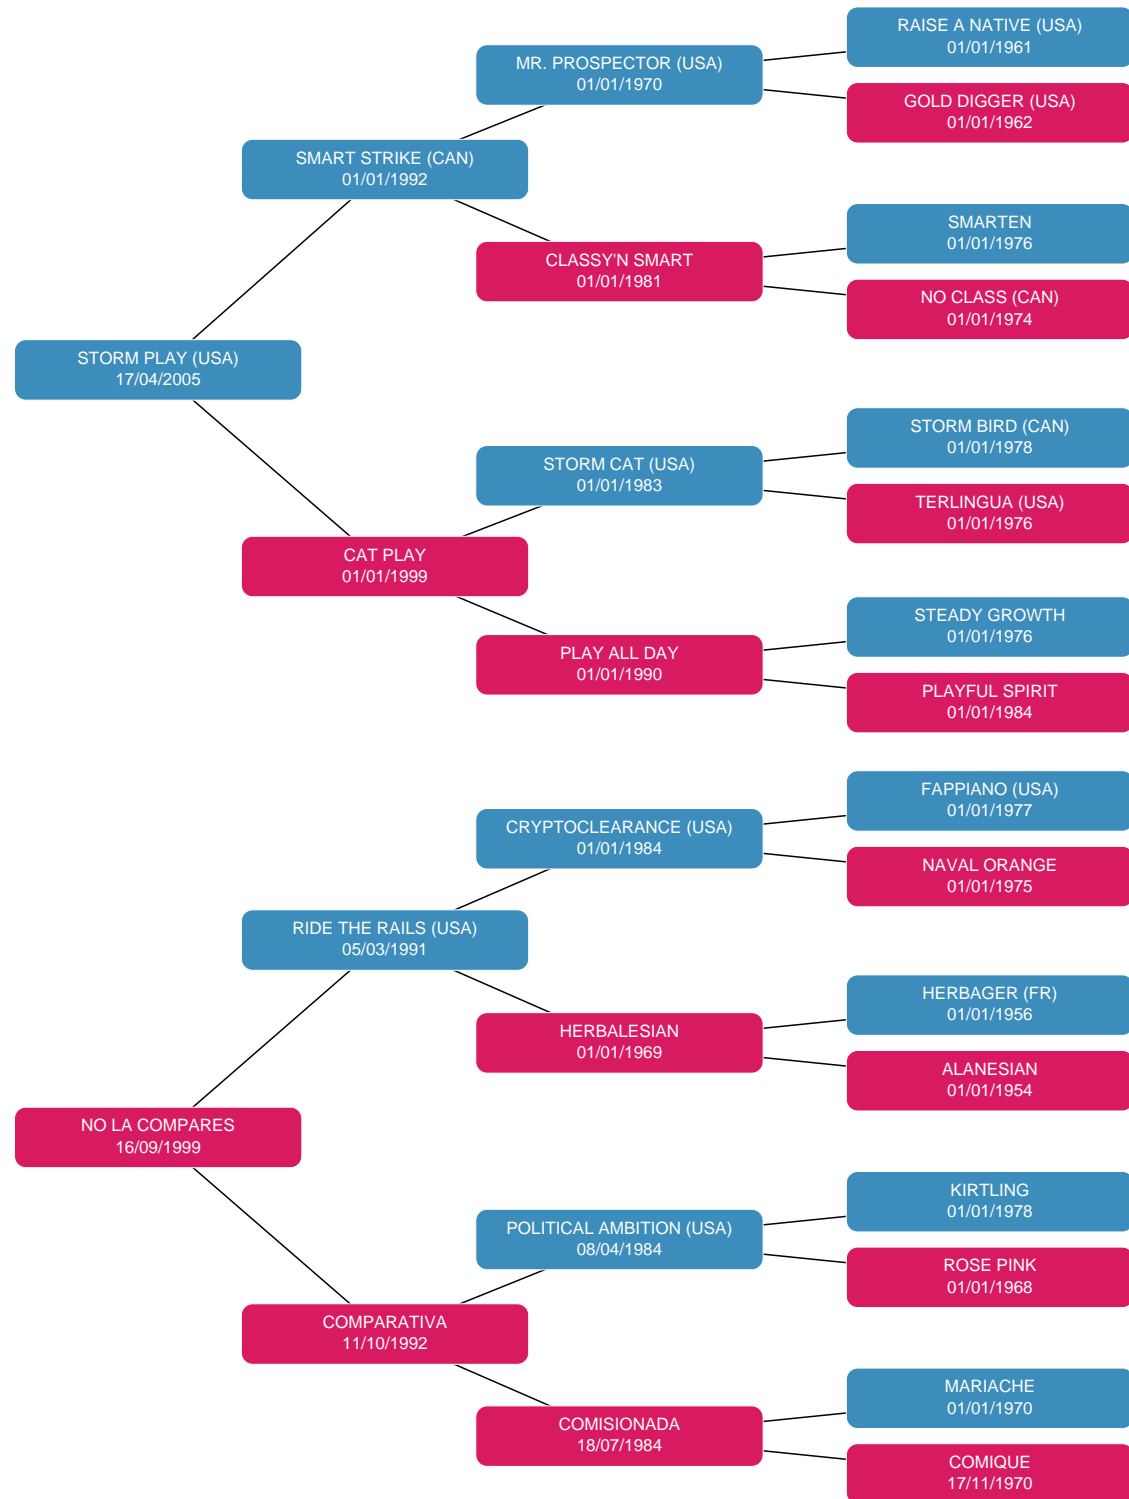 RAISE A NATIVE (USA)
01/01/1961
MR. PROSPECTOR (USA)
01/01/1970
GOLD DIGGER (USA)
01/01/1962
SMART STRIKE (CAN)
01/01/1992
SMARTEN
01/01/1976
CLASSY'N SMART
01/01/1981
NO CLASS (CAN)
01/01/1974
STORM PLAY (USA)
17/04/2005
STORM BIRD (CAN)
01/01/1978
STORM CAT (USA)
01/01/1983
TERLINGUA (USA)
01/01/1976
CAT PLAY
01/01/1999
STEADY GROWTH
01/01/1976
PLAY ALL DAY
01/01/1990
PLAYFUL SPIRIT
01/01/1984
FAPPIANO (USA)
01/01/1977
CRYPTOCLEARANCE (USA)
01/01/1984
NAVAL ORANGE
01/01/1975
RIDE THE RAILS (USA)
05/03/1991
HERBAGER (FR)
01/01/1956
HERBALESIAN
01/01/1969
ALANESIAN
01/01/1954
NO LA COMPARES
16/09/1999
KIRTLING
01/01/1978
POLITICAL AMBITION (USA)
08/04/1984
ROSE PINK
01/01/1968
COMPARATIVA
11/10/1992
MARIACHE
01/01/1970
COMISIONADA
18/07/1984
COMIQUE
17/11/1970